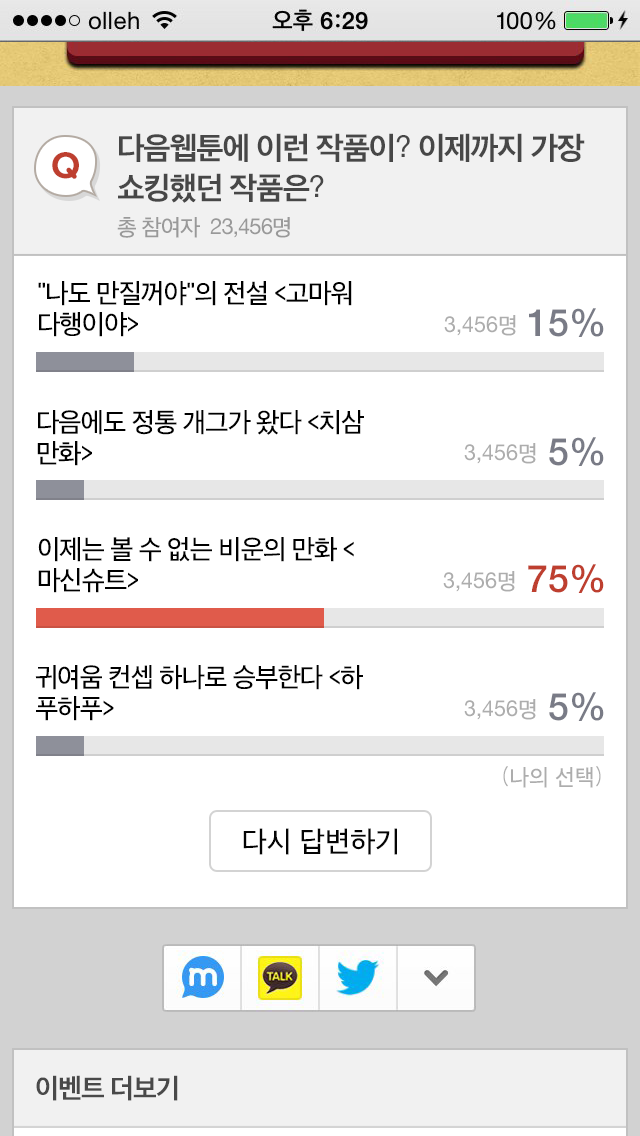 olleh 오후 6:29 100%
Q
다음웹툰에 이런 작품이? 이제까지 가장
쇼킹했던 작품은?
총 참여자 23,456명
"나도 만질꺼야"의 전설 <고마워
다행이야>
3,456명 15%
다음에도 정통 개그가 왔다 <치삼
만화>
3,456명 5%
이제는 볼 수 없는 비운의 만화 <
마신슈트>
3,456명 75%
귀여움 컨셉 하나로 승부한다 <하
푸하푸>
3,456명 5%
(나의 선택)
다시 답변하기
m TALK
이벤트 더보기